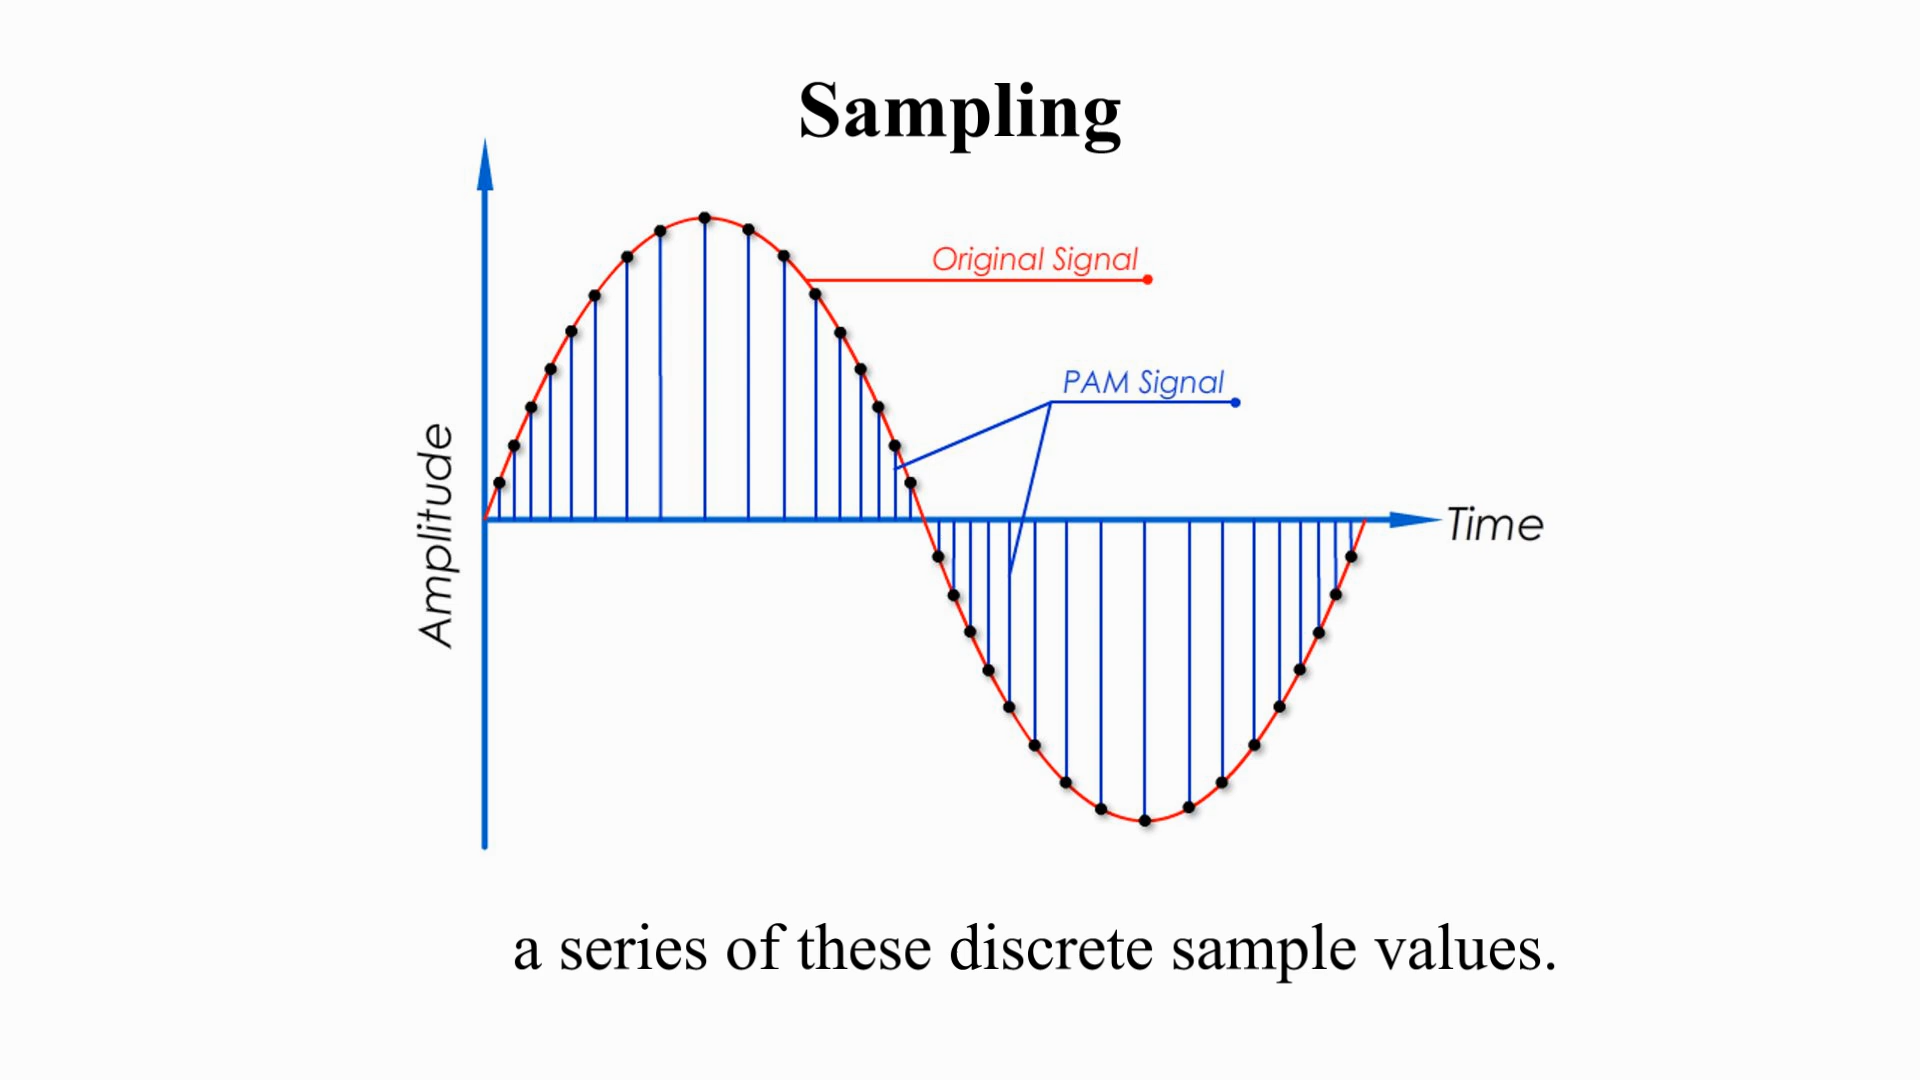 Sampling
Original Signal
PAM Signal
Amplitude
Time
a series of these discrete sample values.